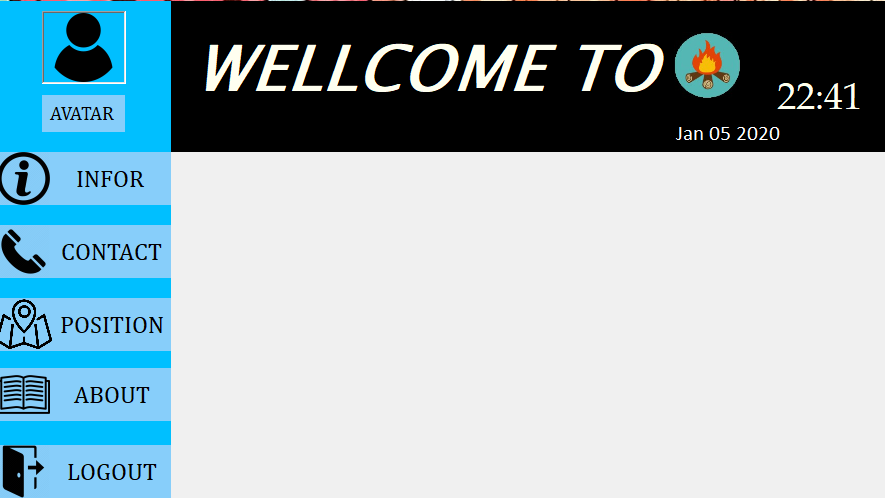 WELLCOME TO
22:41
Jan 05 2020
AVATAR
INFOR
CONTACT
POSITION
ABOUT
LOGOUT